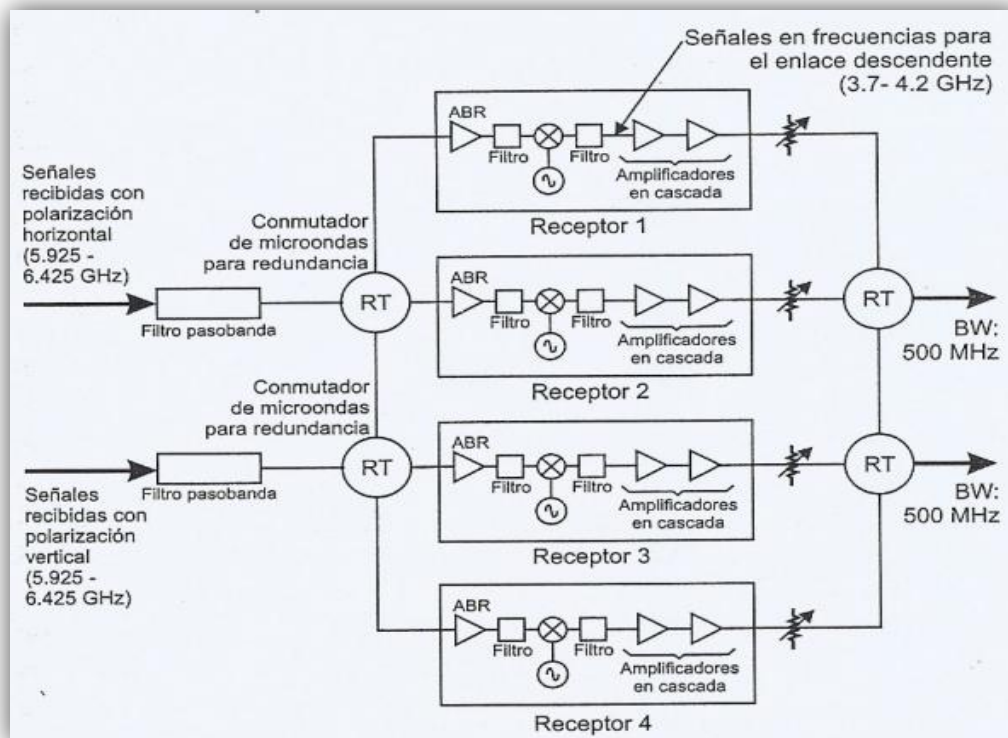 Señales en frecuencias para
el enlace descendente
(3.7- 4.2 GHz)
ABR
Filtro
Filtro
Amplificadores
en cascada
Receptor 1
Señales
recibidas con
polarización
horizontal
(5.925 -
6.425 GHz)
Filtro pasobanda
Conmutador
de microondas
para redundancia
RT
ABR
Filtro
Filtro
Amplificadores
en cascada
Receptor 2
RT
BW:
500 MHz
Conmutador
de microondas
para redundancia
RT
Filtro pasobanda
Señales
recibidas con
polarización
vertical
(5.925 -
6.425 GHz)
ABR
Filtro
Filtro
Amplificadores
en cascada
Receptor 3
RT
BW:
500 MHz
ABR
Filtro
Filtro
Amplificadores
en cascada
Receptor 4